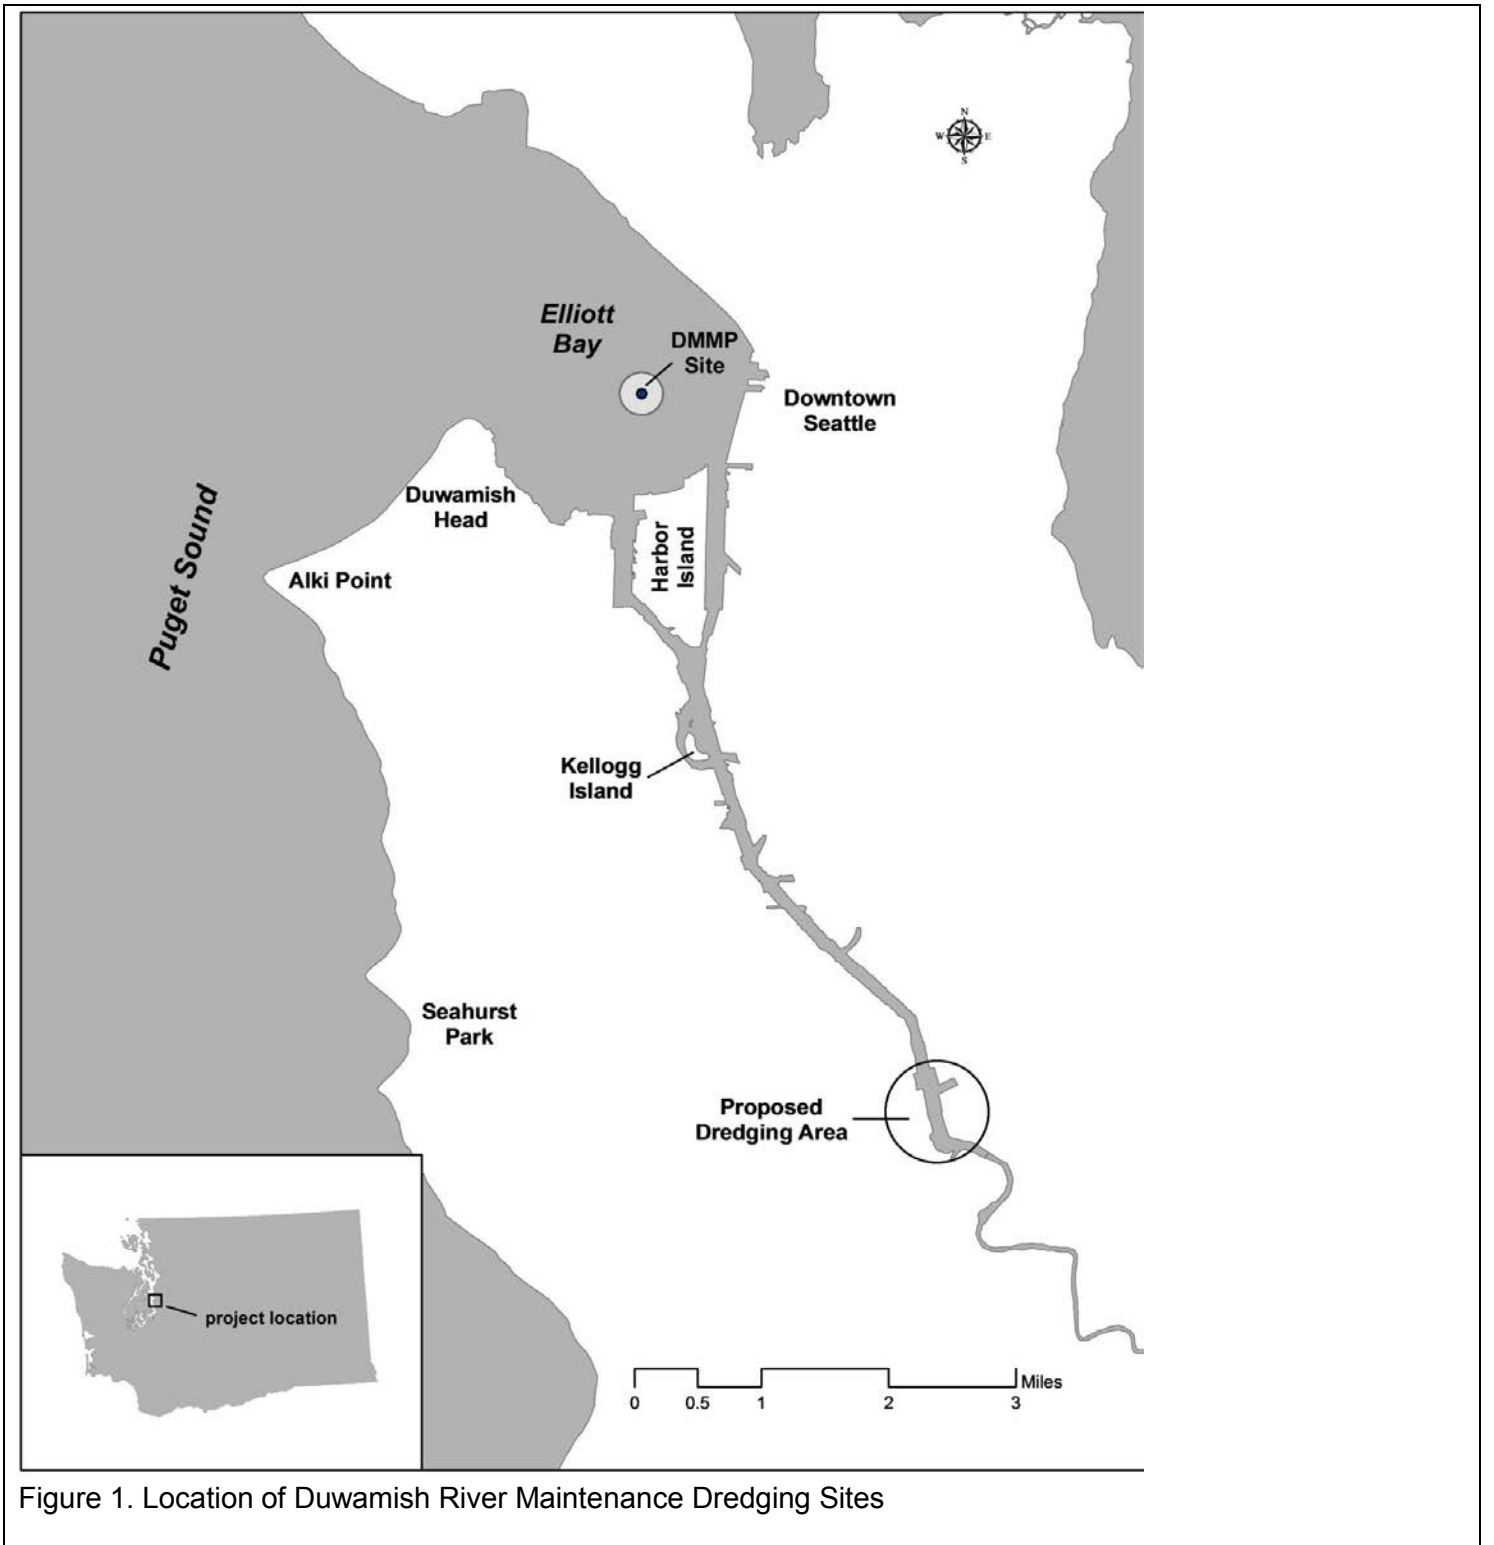 N
W
E
S
Elliott
Bay
DMMP
Site
Downtown
Seattle
Duwamish
Head
Harbor
Island
Puget Sound
Alki Point
Kellogg
Island
Seahurst
Park
Proposed
Dredging Area
project location
Miles
0 0.5 1 2 3
Figure 1. Location of Duwamish River Maintenance Dredging Sites